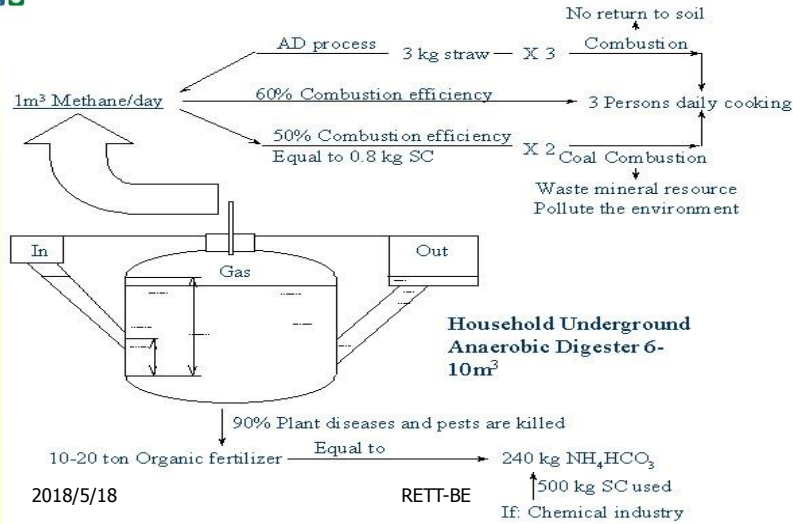 No return to soil
AD process
3 kg straw
X 3
Combustion
1m³ Methane/day
60% Combustion efficiency
3 Persons daily cooking
50% Combustion efficiency
Equal to 0.8 kg SC
X 2
Coal Combustion
Waste mineral resource
Pollute the environment
In
Out
Gas
Household Underground
Anaerobic Digester 6-
10m³
90% Plant diseases and pests are killed
10-20 ton Organic fertilizer
Equal to
240 kg NH₄HCO₃
500 kg SC used
If: Chemical industry
2018/5/18
RETT-BE